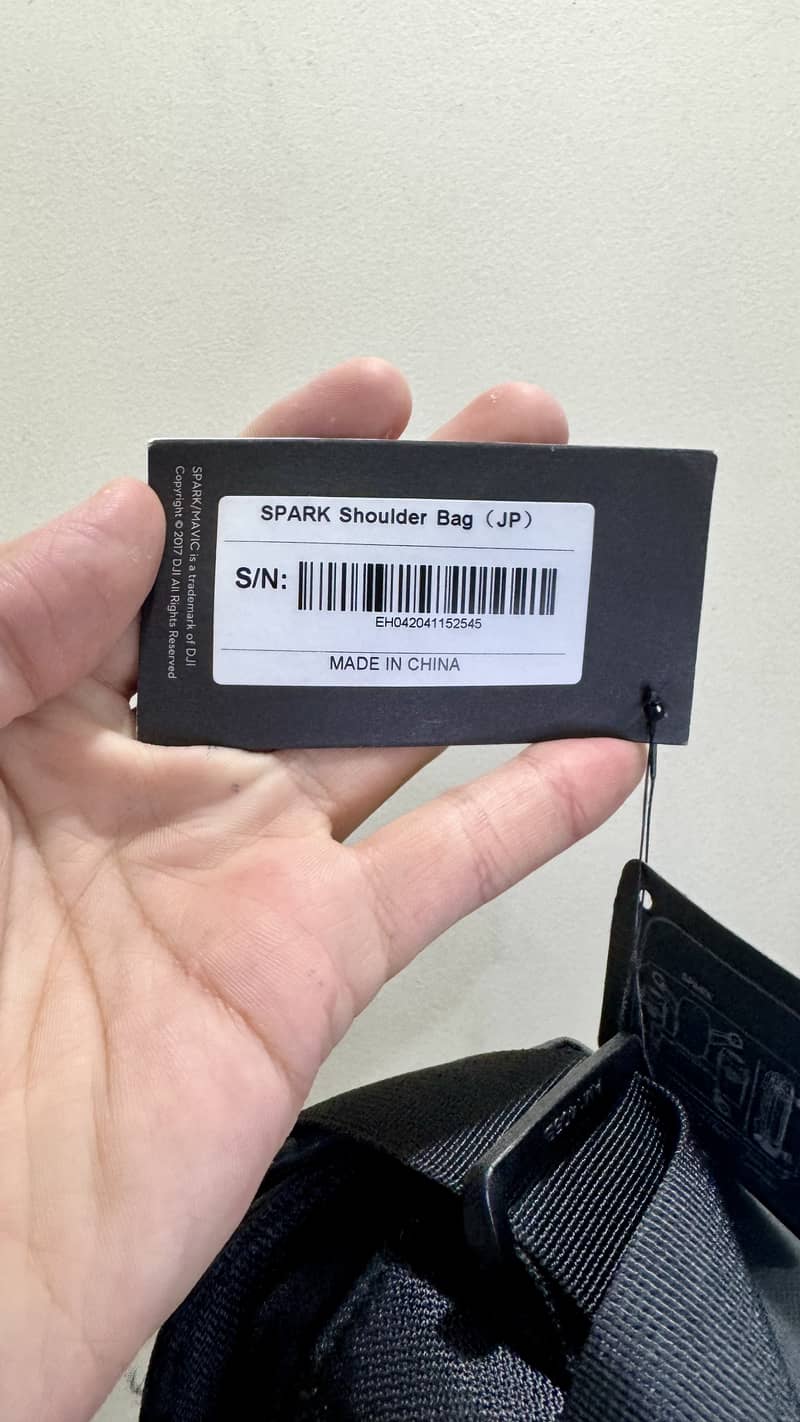 SPARK Shoulder Bag（JP）
S/N:
EH042041152545
MADE IN CHINA
SPARK/MAVIC is a trademark of DJI
Copyright © 2017 DJI All Rights Reserved
SPARK